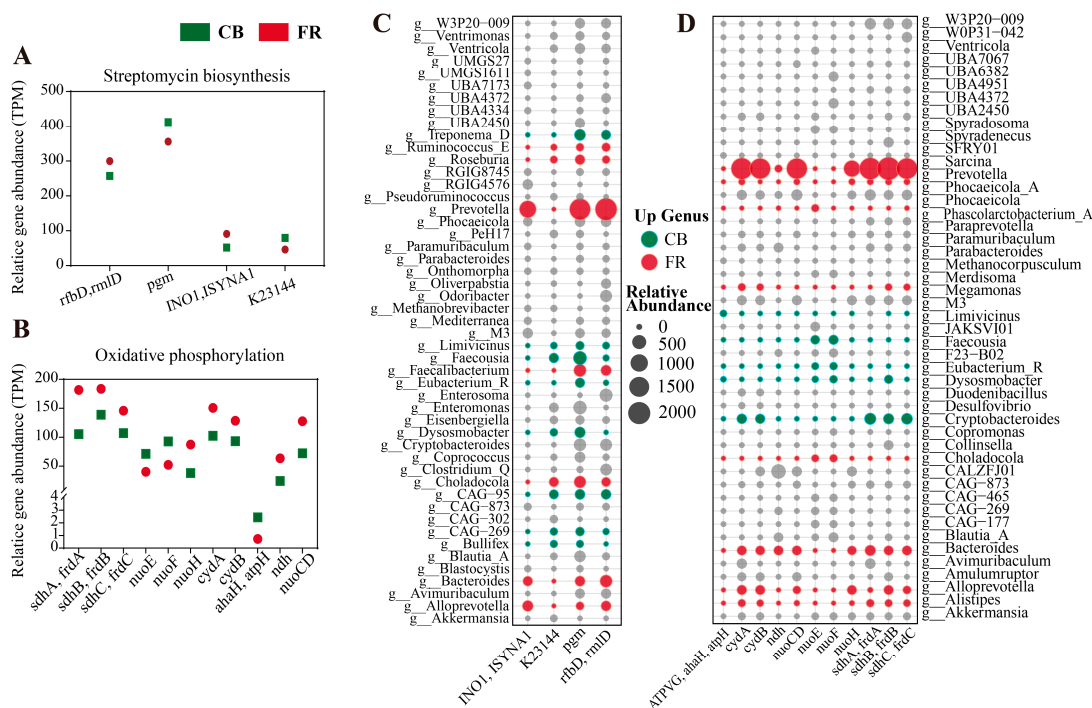 CB FR
A
Streptomycin biosynthesis
Relatice gene abundance (TPM)
500
400
300
200
100
0
rfbD,rmlD
pgm
INO1,ISYNA1
K23144
B
Oxidative phosphorylation
Relatice gene abundance (TPM)
200
150
100
50
4
3
2
1
0
sdhA, frdA
sdhB, frdB
sdhC, frdC
nuoE
nuoF
nuoH
cydA
cydB
ahaH, atpH
ndh
nuoCD
C
g__W3P20-009
g__Ventrimonas
g__Ventricola
g__UMGS27
g__UMGS1611
g__UBA7173
g__UBA4372
g__UBA4334
g__UBA2450
g__Treponema_D
g__Ruminococcus_E
g__Roseburia
g__RGIG8745
g__RGIG4576
g__Pseudoruminococcus
g__Prevotella
g__Phocaeicola
g__PeH17
g__Paramuribaculum
g__Parabacteroides
g__Onthomorpha
g__Oliverpabstia
g__Odoribacter
g__Methanobrevibacter
g__Mediterranea
g__M3
g__Limivicinus
g__Faecousia
g__Faecalibacterium
g__Eubacterium_R
g__Enterosoma
g__Enteromonas
g__Eisenbergiella
g__Dysosmobacter
g__Cryptobacteroides
g__Coprococcus
g__Clostridium_Q
g__Choladocola
g__CAG-95
g__CAG-873
g__CAG-302
g__CAG-269
g__Bullifex
g__Blautia_A
g__Blastocystis
g__Bacteroides
g__Avimuribaculum
g__Alloprevotella
g__Akkermansia
INO1, ISYNA1
K23144
pgm
rfbD, rmlD
Up Genus
CB
FR
Relative
Abundance
0
500
1000
1500
2000
D
g__W3P20-009
g__W0P31-042
g__Ventricola
g__UBA7067
g__UBA6382
g__UBA4951
g__UBA4372
g__UBA2450
g__Spyradosoma
g__Spyradenecus
g__SFRY01
g__Sarcina
g__Prevotella
g__Phocaeicola_A
g__Phocaeicola
g__Phascolarctobacterium_A
g__Paraprevotella
g__Paramuribaculum
g__Parabacteroides
g__Methanocorpusculum
g__Merdisoma
g__Megamonas
g__M3
g__Limivicinus
g__JAKSVI01
g__Faecousia
g__F23-B02
g__Eubacterium_R
g__Dysosmobacter
g__Duodenibacillus
g__Desulfovibrio
g__Cryptobacteroides
g__Copromonas
g__Collinsella
g__Choladocola
g__CALZFJ01
g__CAG-873
g__CAG-465
g__CAG-269
g__CAG-177
g__Blautia_A
g__Bacteroides
g__Avimuribaculum
g__Amulumruptor
g__Alloprevotella
g__Alistipes
g__Akkermansia
ATPVG, ahaH, atpH
cydA
cydB
ndh
nuoCD
nuoE
nuoF
nuoH
sdhA, frdA
sdhB, frdB
sdhC, frdC